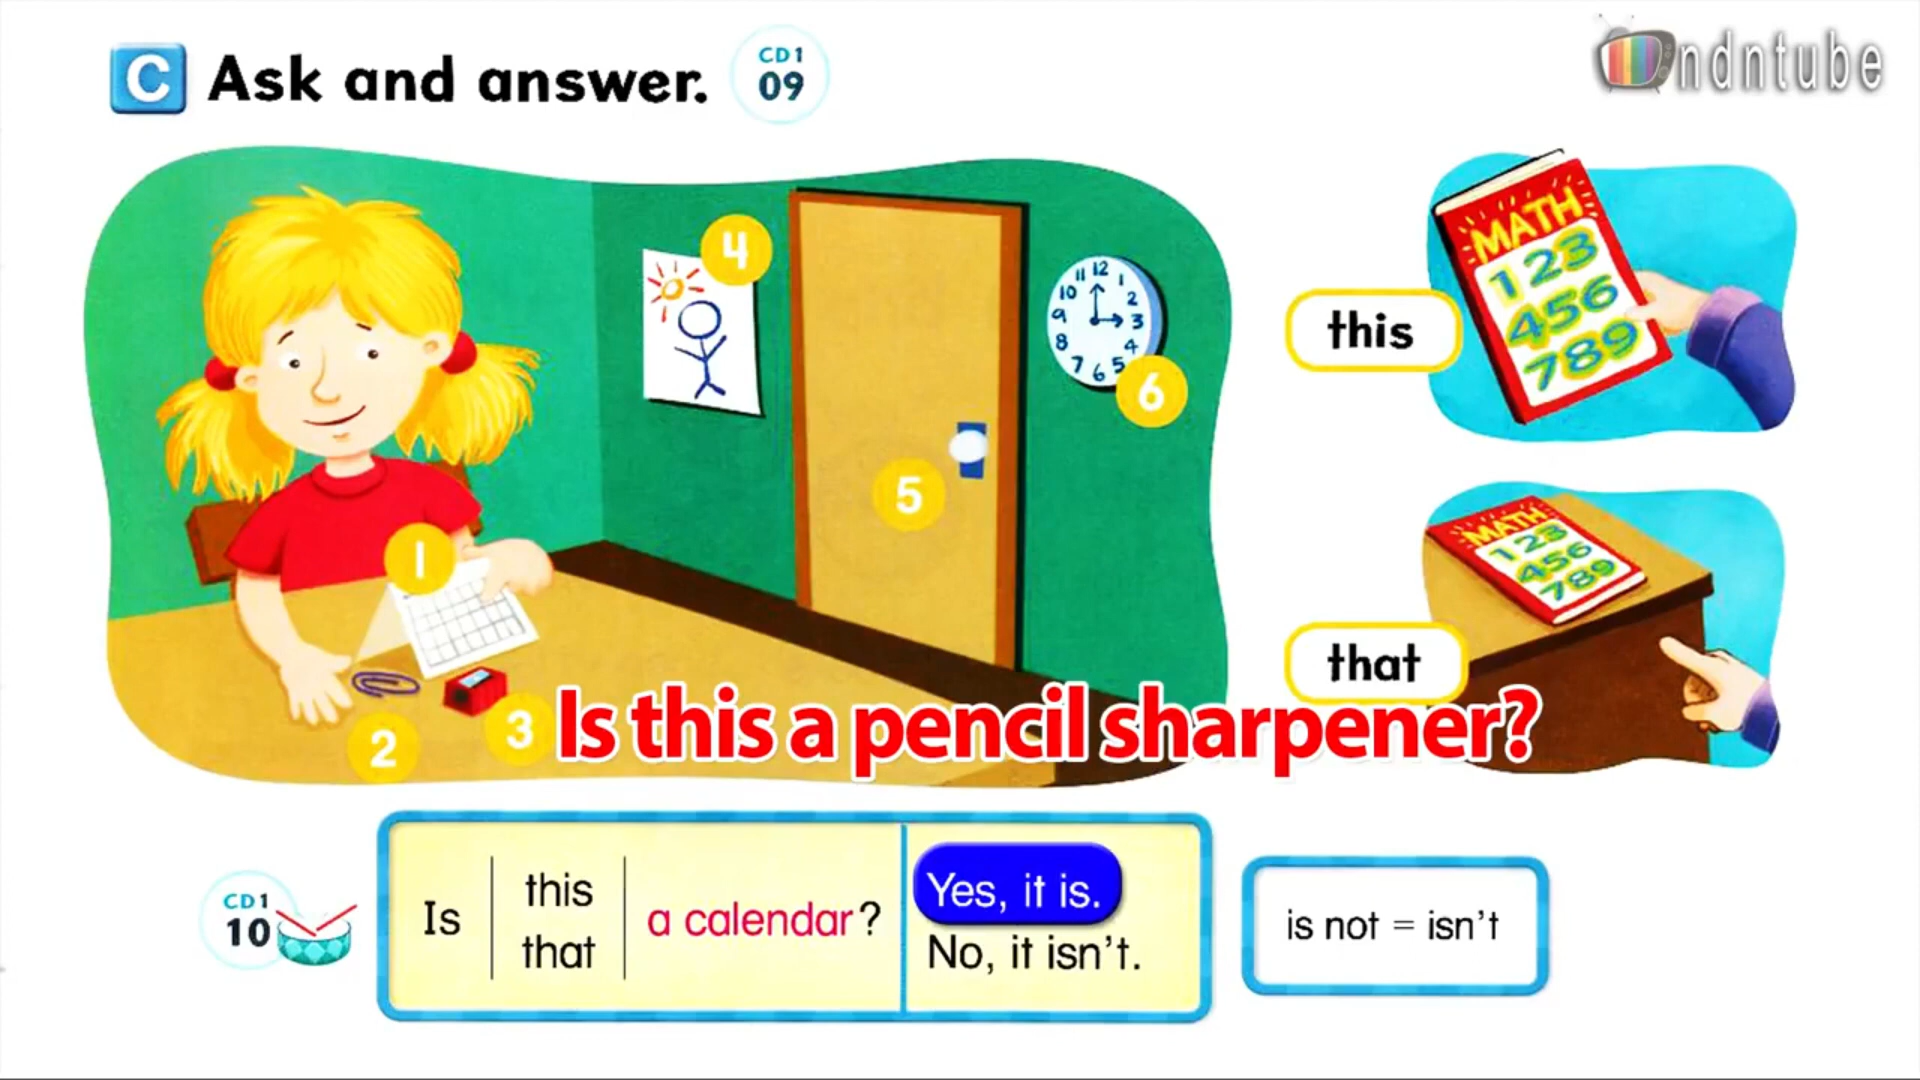 C Ask and answer. CD1 09
ndntube
4
12
11 1
10 2
9 3
8 4
7 5
6
6
5
1
2
3
this
MATH
123
456
789
that
MATH
123
456
789
Is this a pencil sharpener?
CD1
10
Is this that a calendar?
Yes, it is.
No, it isn't.
is not = isn't